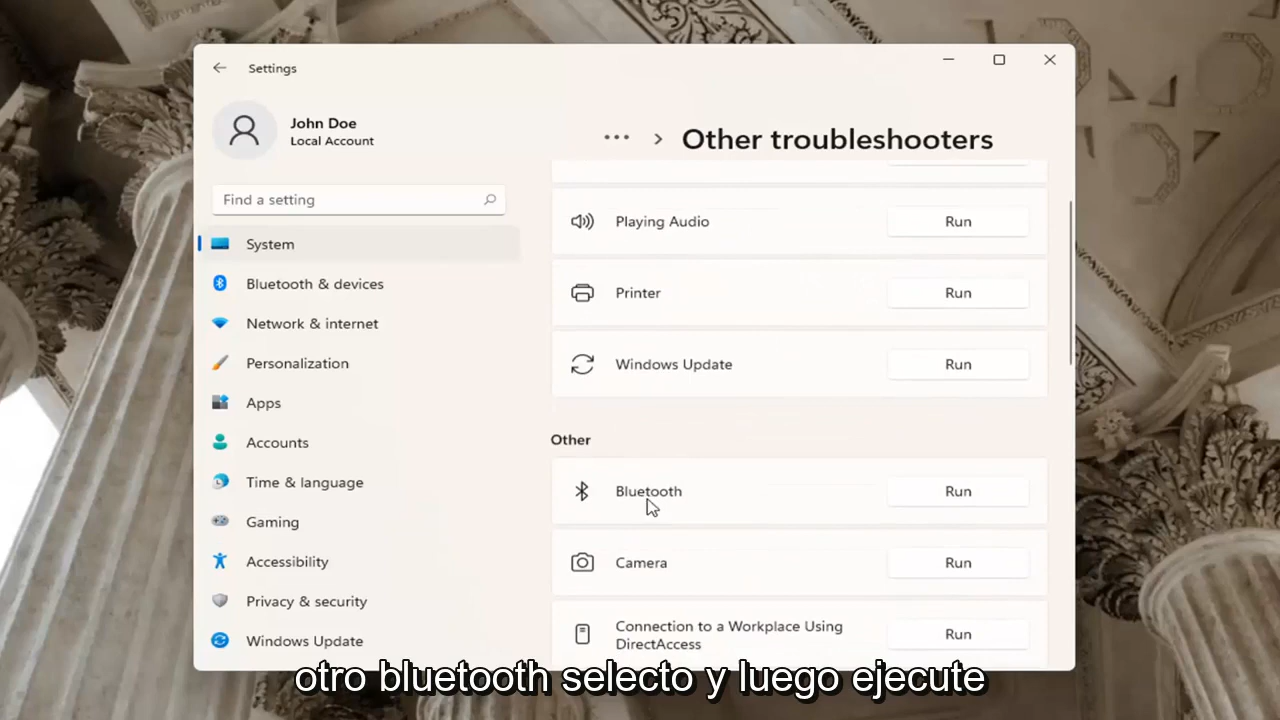 Settings
John Doe
Local Account
Find a setting
System
Bluetooth & devices
Network & internet
Personalization
Apps
Accounts
Time & language
Gaming
Accessibility
Privacy & security
Windows Update
... > Other troubleshooters
Playing Audio Run
Printer Run
Windows Update Run
Other
Bluetooth Run
Camera Run
Connection to a Workplace Using
DirectAccess Run
otro bluetooth selecto y luego ejecute